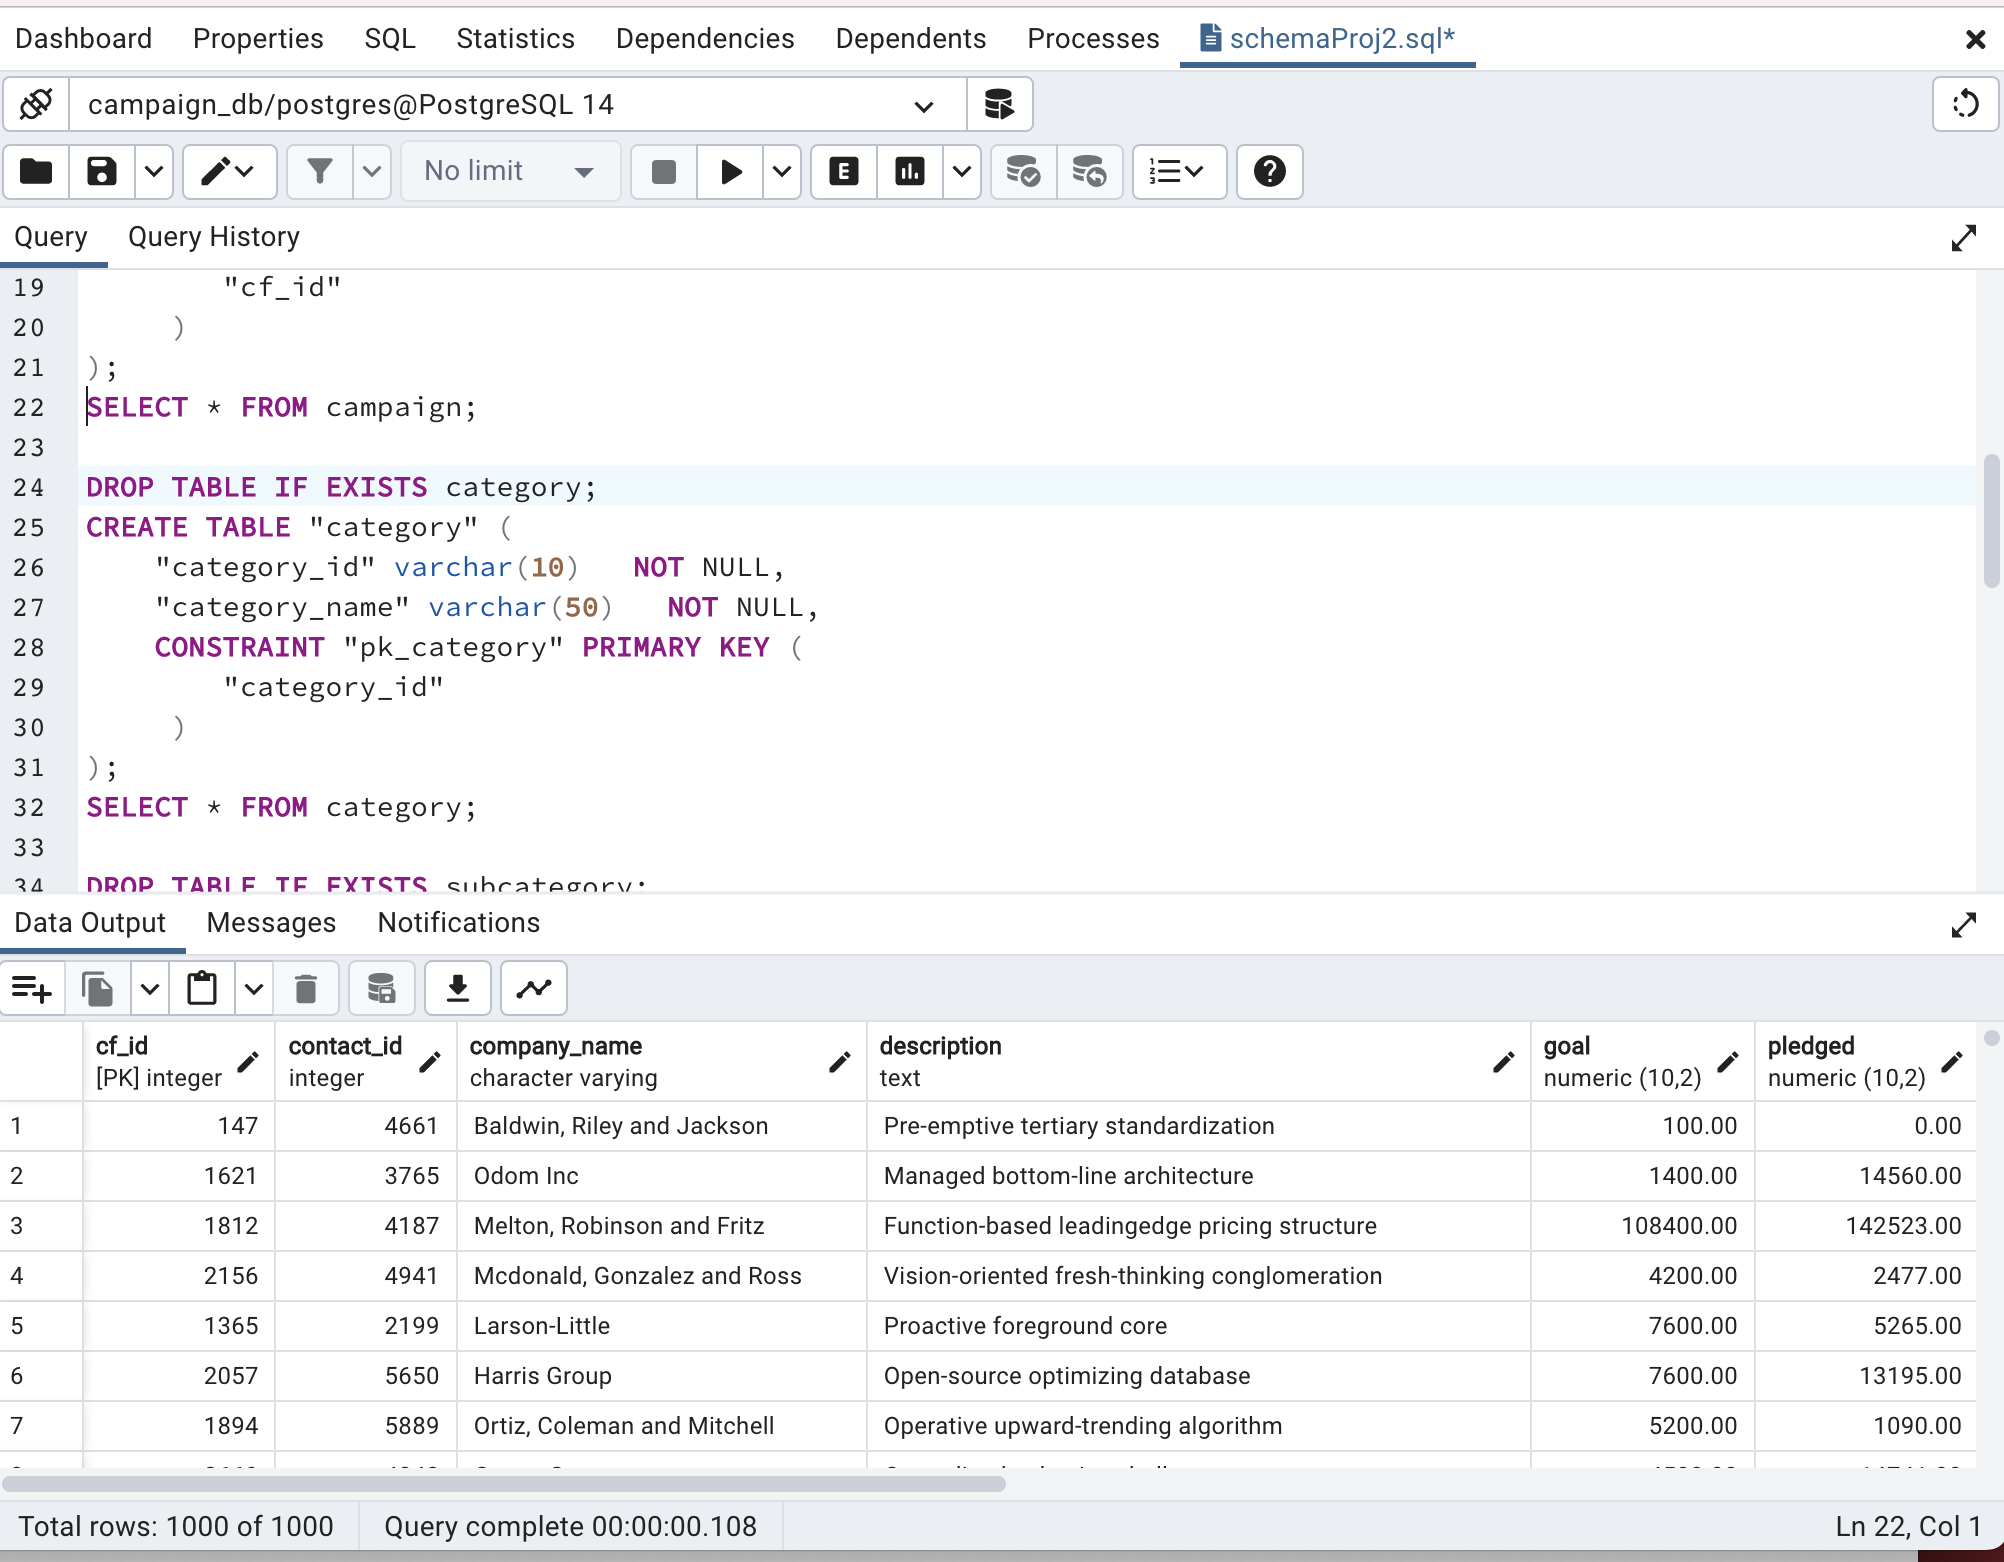 Dashboard Properties SQL Statistics Dependencies Dependents Processes schemaProj2.sql*
campaign_db/postgres@PostgreSQL 14
No limit E
Query Query History
19 "cf_id"
20 )
21 );
22 SELECT * FROM campaign;
23
24 DROP TABLE IF EXISTS category;
25 CREATE TABLE "category" (
26 "category_id" varchar(10) NOT NULL,
27 "category_name" varchar(50) NOT NULL,
28 CONSTRAINT "pk_category" PRIMARY KEY (
29 "category_id"
30 )
31 );
32 SELECT * FROM category;
33
34 DROP TABLE IF EXISTS subcategory;
Data Output Messages Notifications
cf_id contact_id company_name description goal pledged
[PK] integer integer character varying text numeric (10,2) numeric (10,2)
1 147 4661 Baldwin, Riley and Jackson Pre-emptive tertiary standardization 100.00 0.00
2 1621 3765 Odom Inc Managed bottom-line architecture 1400.00 14560.00
3 1812 4187 Melton, Robinson and Fritz Function-based leadingedge pricing structure 108400.00 142523.00
4 2156 4941 Mcdonald, Gonzalez and Ross Vision-oriented fresh-thinking conglomeration 4200.00 2477.00
5 1365 2199 Larson-Little Proactive foreground core 7600.00 5265.00
6 2057 5650 Harris Group Open-source optimizing database 7600.00 13195.00
7 1894 5889 Ortiz, Coleman and Mitchell Operative upward-trending algorithm 5200.00 1090.00
Total rows: 1000 of 1000 Query complete 00:00:00.108 Ln 22, Col 1